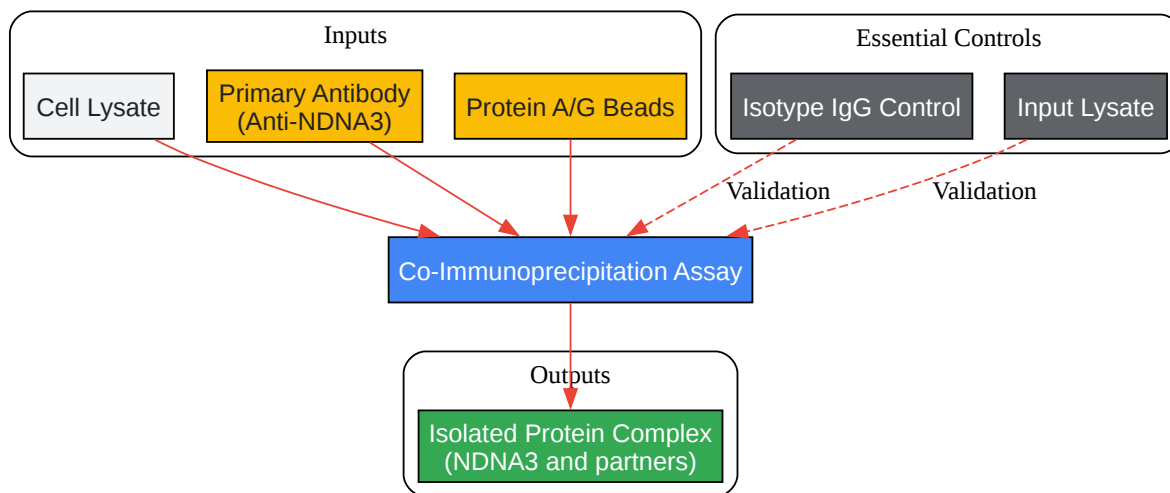 Inputs
Essential Controls
Cell Lysate
Primary Antibody
(Anti-NDNA3)
Protein A/G Beads
Isotype IgG Control
Input Lysate
Validation
Validation
Co-Immunoprecipitation Assay
Outputs
Isolated Protein Complex
(NDNA3 and partners)